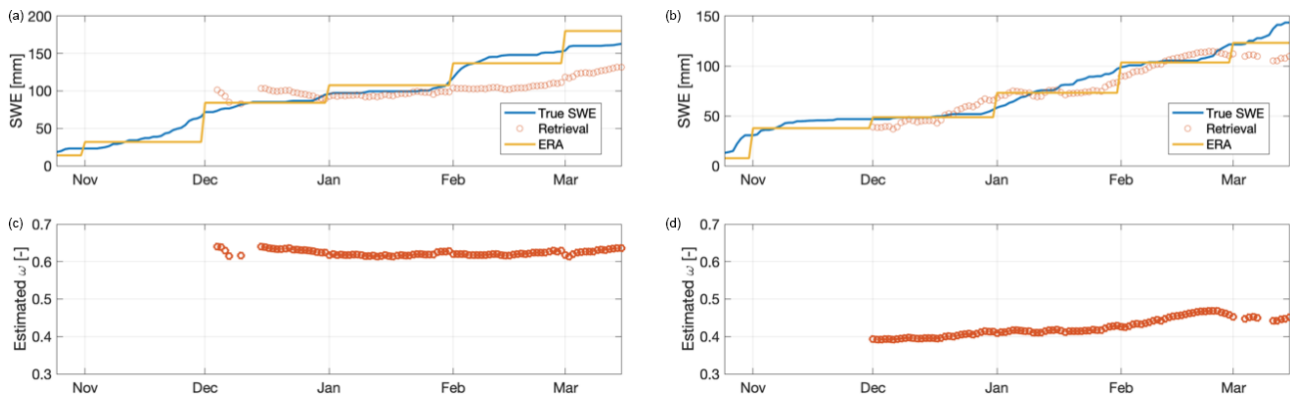 (a)
200
150
100
50
0
SWE [mm]
True SWE
Retrieval
ERA
Nov Dec Jan Feb Mar
(b)
150
100
50
0
SWE [mm]
True SWE
Retrieval
ERA
Nov Dec Jan Feb Mar
(c)
0.7
0.6
0.5
0.4
0.3
Estimated ω [-]
Nov Dec Jan Feb Mar
(d)
0.7
0.6
0.5
0.4
0.3
Estimated ω [-]
Nov Dec Jan Feb Mar